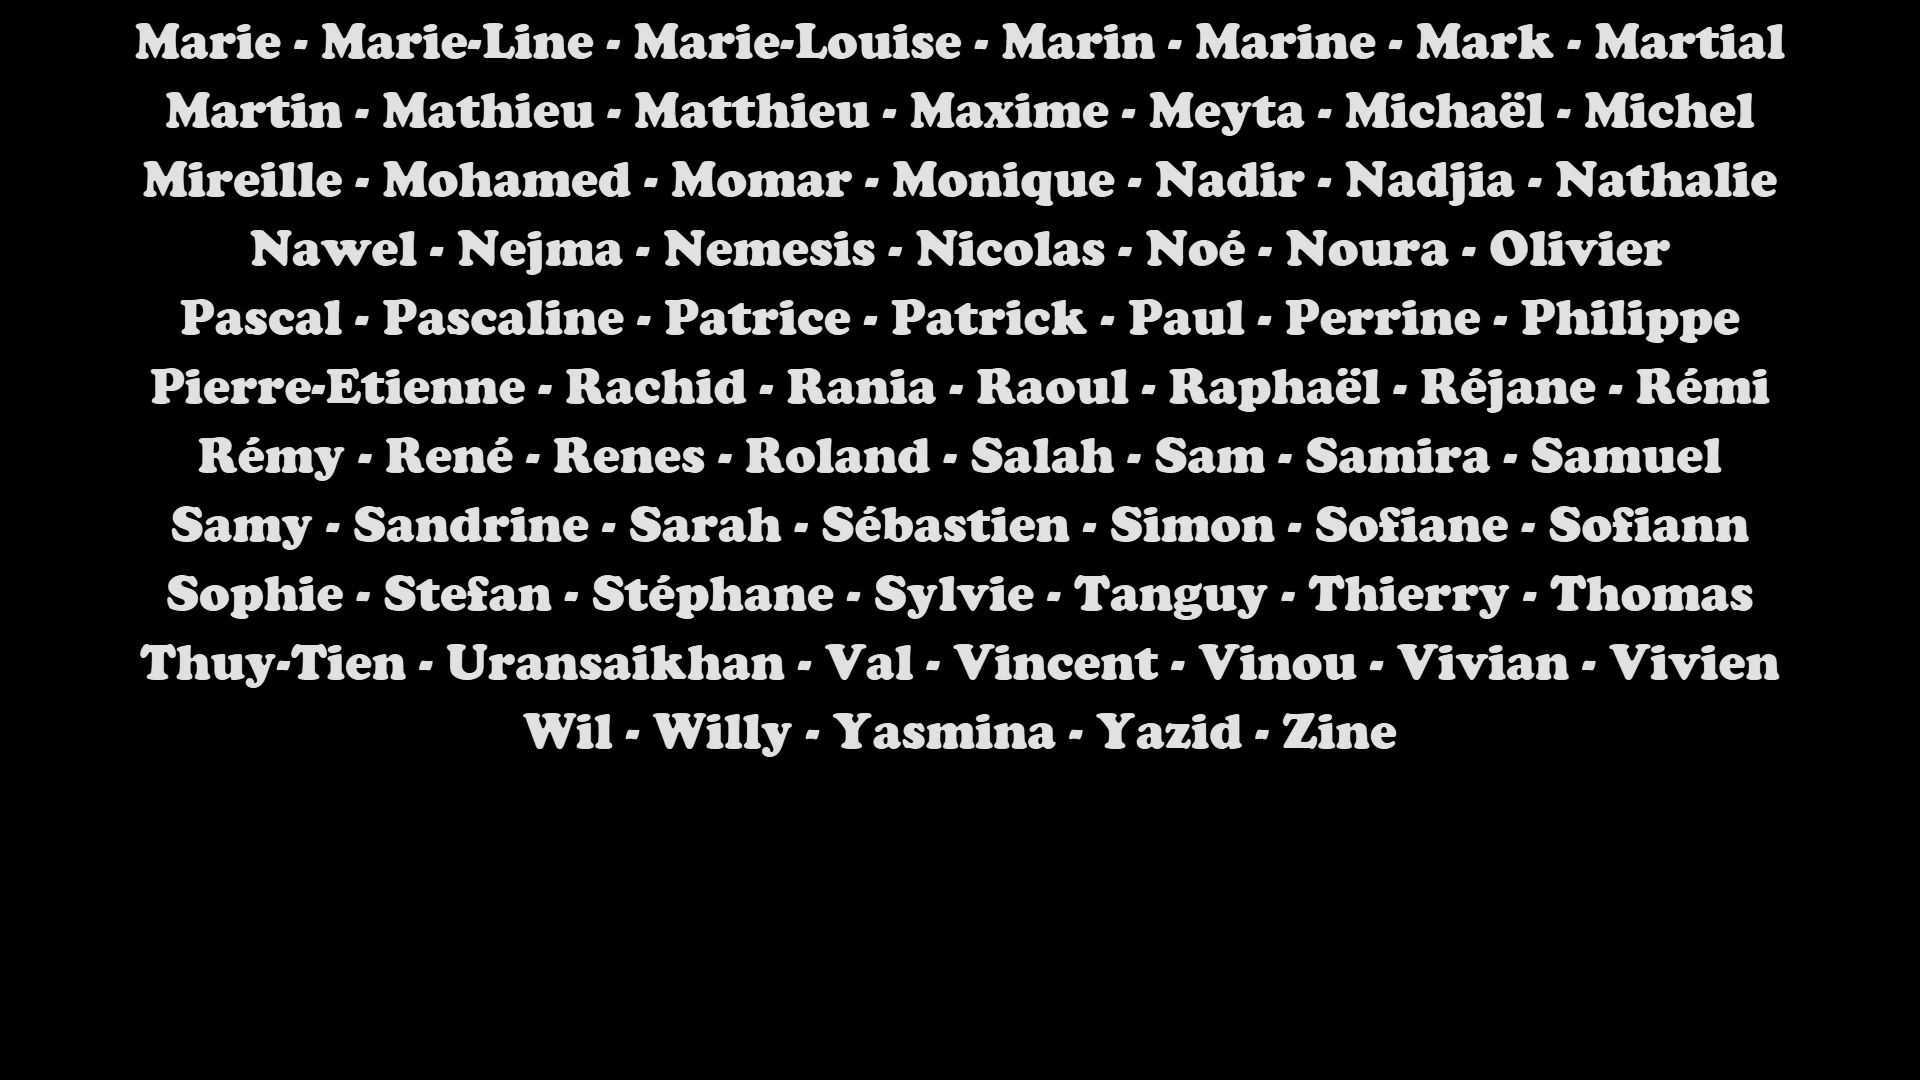 Marie - Marie-Line - Marie-Louise - Marin - Marine - Mark - Martial
Martin - Mathieu - Matthieu - Maxime - Meyta - Michaël - Michel
Mireille - Mohamed - Momar - Monique - Nadir - Nadjia - Nathalie
Nawel - Nejma - Nemesis - Nicolas - Noé - Noura - Olivier
Pascal - Pascaline - Patrice - Patrick - Paul - Perrine - Philippe
Pierre-Etienne - Rachid - Rania - Raoul - Raphaël - Réjane - Rémi
Rémy - René - Renes - Roland - Salah - Sam - Samira - Samuel
Samy - Sandrine - Sarah - Sébastien - Simon - Sofiane - Sofiann
Sophie - Stefan - Stéphane - Sylvie - Tanguy - Thierry - Thomas
Thuy-Tien - Uransaikhan - Val - Vincent - Vinou - Vivian - Vivien
Wil - Willy - Yasmina - Yazid - Zine